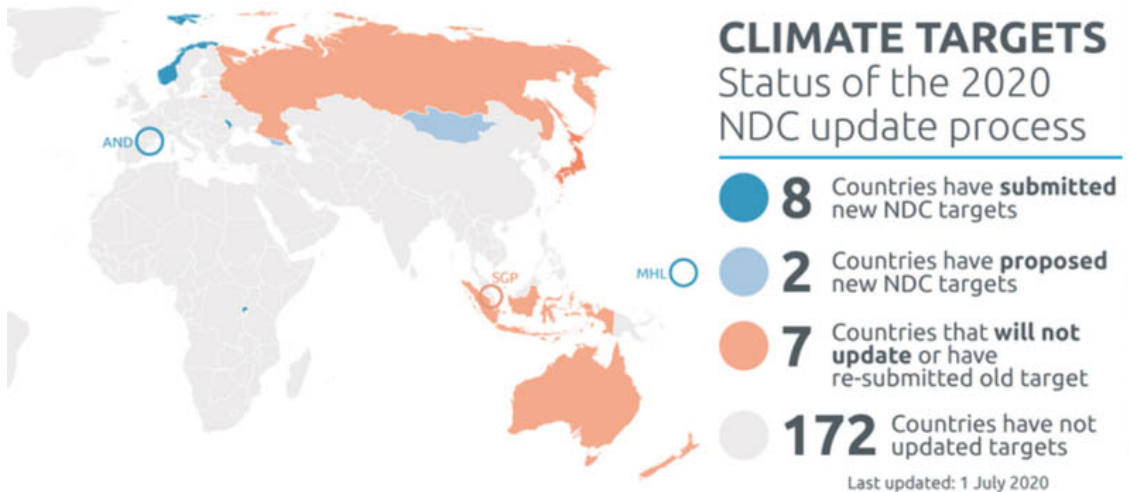 CLIMATE TARGETS
Status of the 2020
NDC update process
8 Countries have submitted
new NDC targets
2 Countries have proposed
new NDC targets
7 Countries that will not
update or have
re-submitted old target
172 Countries have not
updated targets
Last updated: 1 July 2020
AND
SGP
MHL